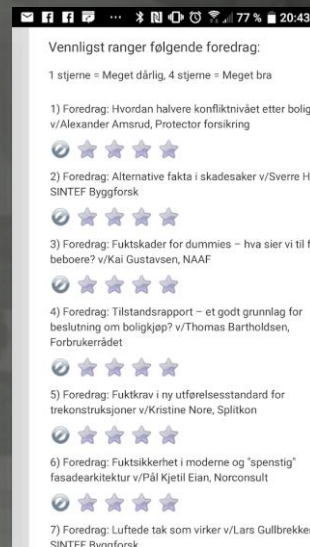 77 % 20:43
Vennligst ranger følgende foredrag:
1 stjerne = Meget dårlig, 4 stjerne = Meget bra
1) Foredrag: Hvordan halvere konfliktnivået etter bolig
v/Alexander Amsrud, Protector forsikring
2) Foredrag: Alternative fakta i skadesaker v/Sverre H
SINTEF Byggforsk
3) Foredrag: Fuktskader for dummies – hva sier vi til f
beboere? v/Kai Gustavsen, NAAF
4) Foredrag: Tilstandsrapport – et godt grunnlag for
beslutning om boligkjøp? v/Thomas Bartholdsen,
Forbrukerrådet
5) Foredrag: Fuktkrav i ny utførelsesstandard for
trekonstruksjoner v/Kristine Nore, Splitkon
6) Foredrag: Fuktsikkerhet i moderne og "spenstig"
fasadearkitektur v/Pål Kjetil Eian, Norconsult
7) Foredrag: Luftede tak som virker v/Lars Gullbrekke
SINTEF Byggforsk